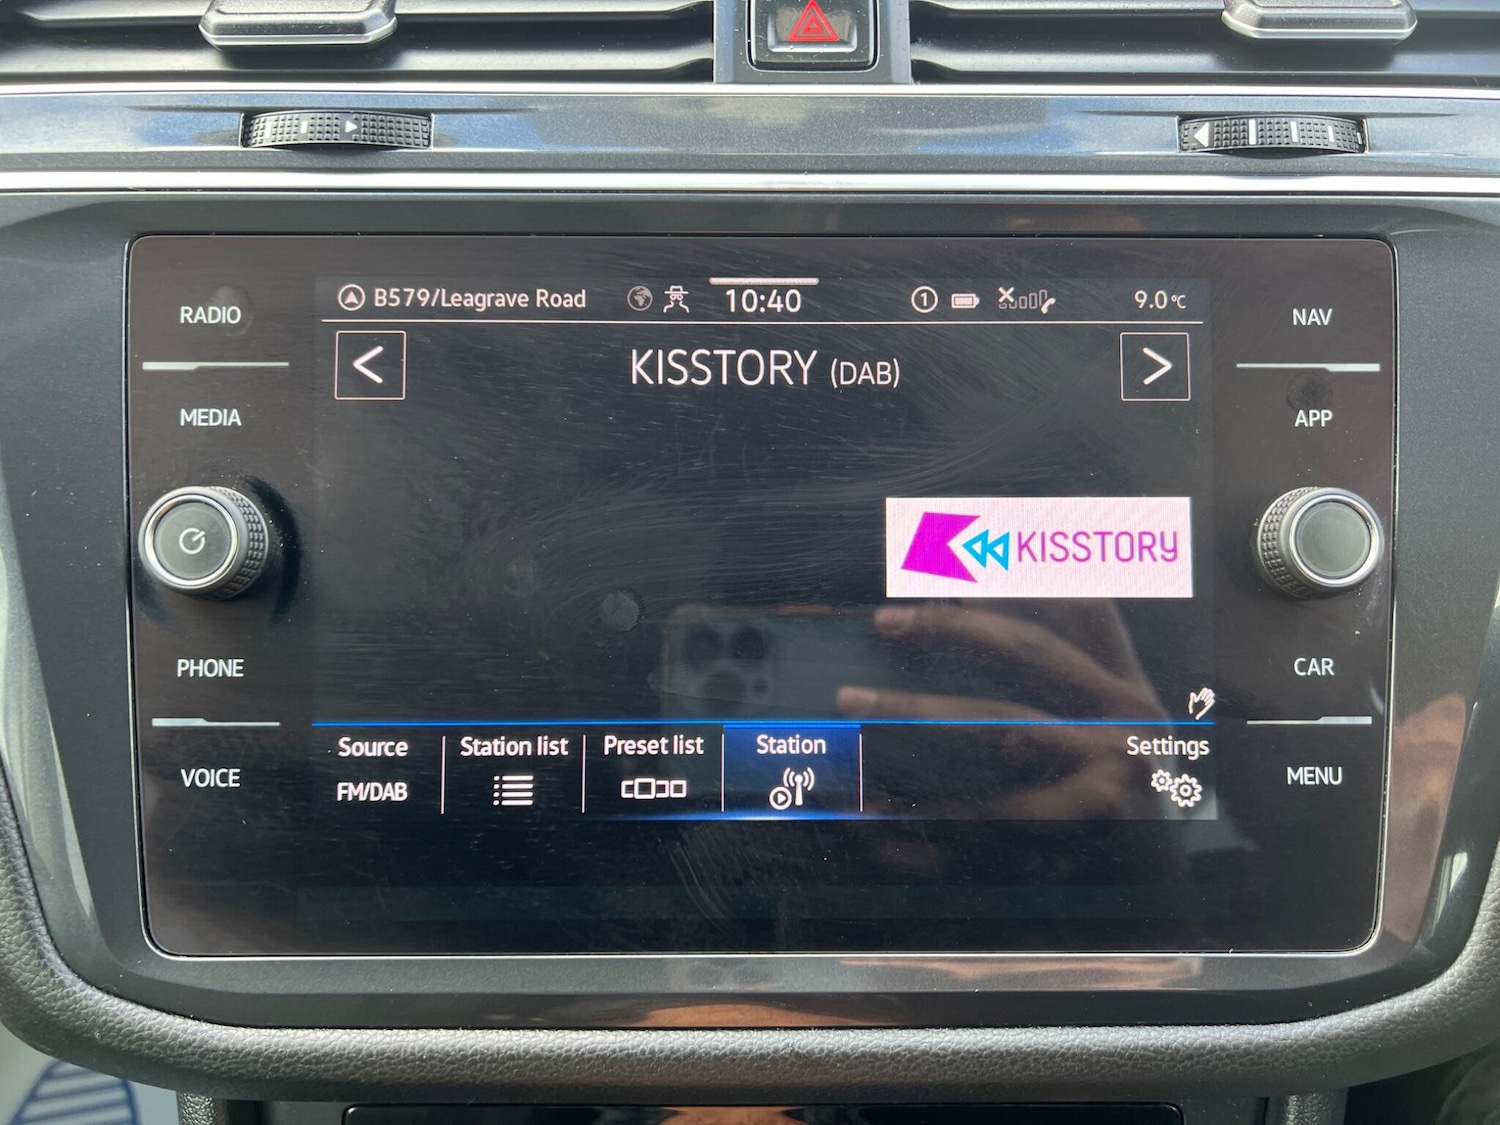 RADIO
MEDIA
PHONE
VOICE
B579/Leagrave Road
10:40
1
9.0°C
<
KISSTORY (DAB)
>
KISSTORY
Source
FM/DAB
Station list
Preset list
Station
Settings
NAV
APP
CAR
MENU